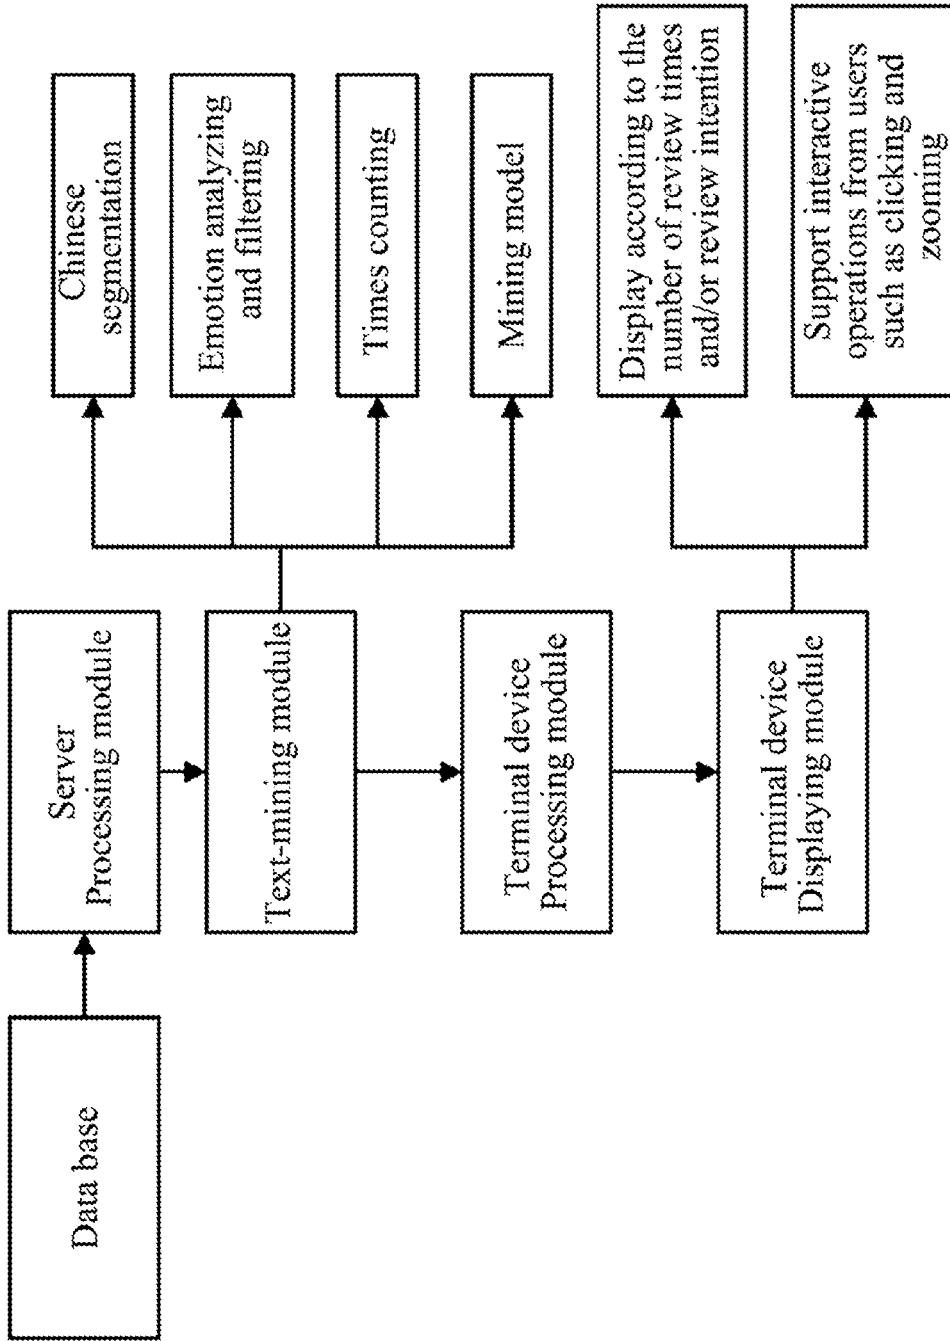 Data base
Server
Processing module
Text-mining module
Terminal device
Processing module
Terminal device
Displaying module
Chinese
segmentation
Emotion analyzing
and filtering
Times counting
Mining model
Display according to the
number of review times
and/or review intention
Support interactive
operations from users
such as clicking and
zooming